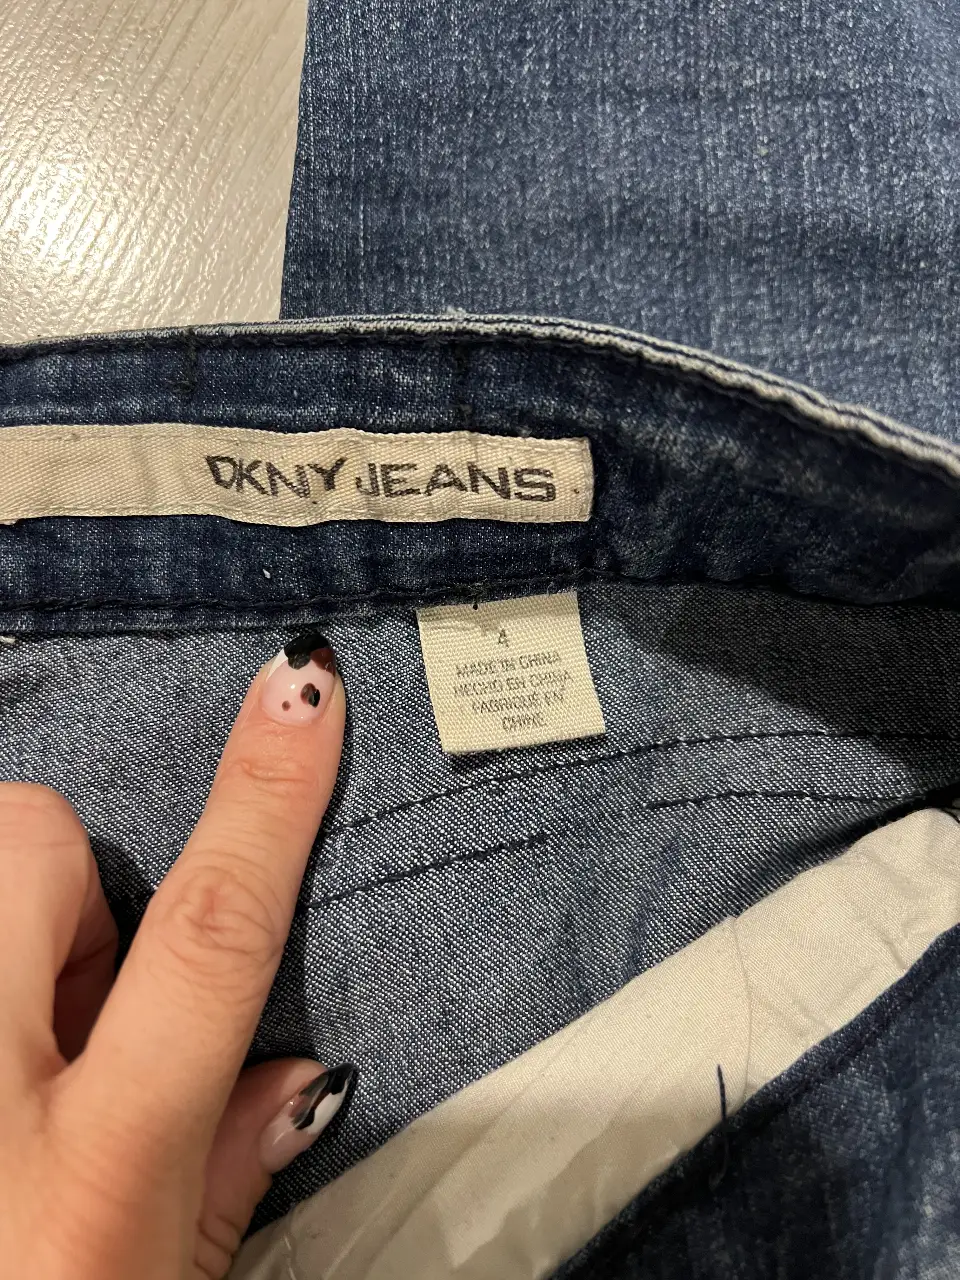 DKNY JEANS
4
MADE IN CHINA
HECHO EN CHINA
FABRIQUE EN
CHINE